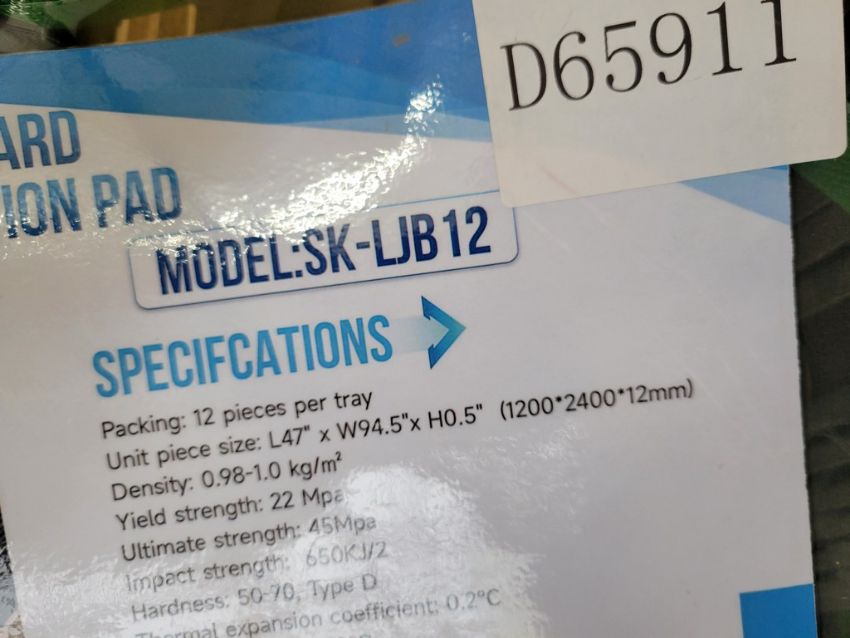 D65911
ARD
ION PAD
MODEL:SK-LJB12
SPECIFCATIONS
Packing: 12 pieces per tray
Unit piece size: L47" x W94.5"x H0.5" (1200*2400*12mm)
Density: 0.98-1.0 kg/m²
Yield strength: 22 Mpa
Ultimate strength: 45Mpa
Impact strength: 650KJ/2
Hardness: 50-70, Type D
Thermal expansion coefficient: 0.2°C